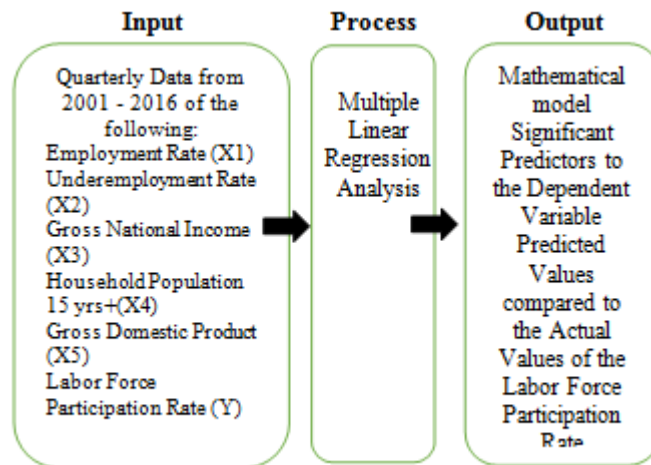 Input
Quarterly Data from
2001 - 2016 of the
following:
Employment Rate (X1)
Underemployment Rate
(X2)
Gross National Income
(X3)
Household Population
15 yrs+(X4)
Gross Domestic Product
(X5)
Labor Force
Participation Rate (Y)
Process
Multiple
Linear
Regression
Analysis
Output
Mathematical
model
Significant
Predictors to
the Dependent
Variable
Predicted
Values
compared to
the Actual
Values of the
Labor Force
Participation
Rate